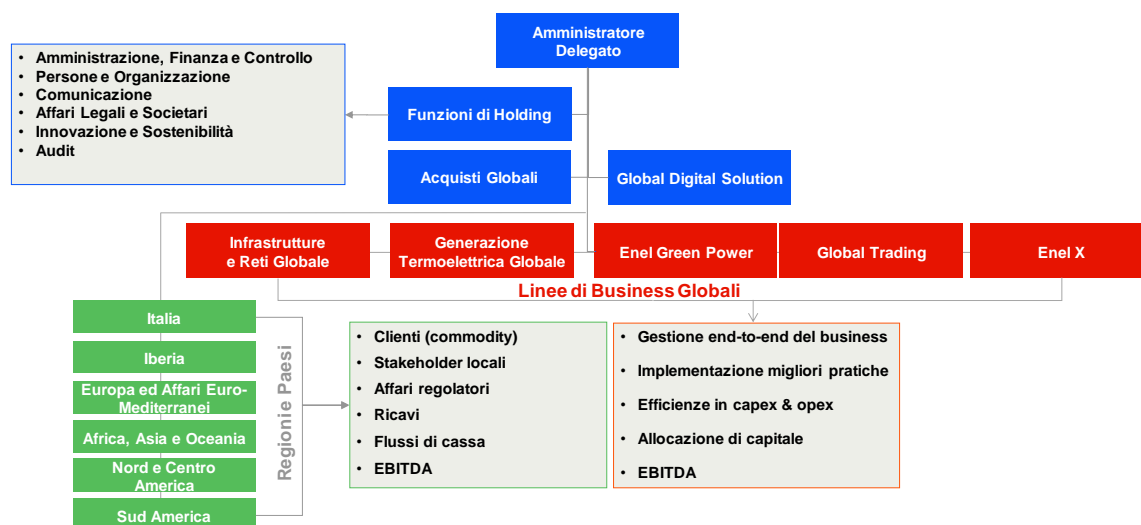 Amministratore
Delegato
• Amministrazione, Finanza e Controllo
• Persone e Organizzazione
• Comunicazione
• Affari Legali e Societari
• Innovazione e Sostenibilità
• Audit
Funzioni di Holding
Acquisti Globali
Global Digital Solution
Infrastrutture
e Reti Globale
Generazione
Termoelettrica Globale
Enel Green Power
Global Trading
Enel X
Linee di Business Globali
Italia
Iberia
Europa ed Affari Euro-
Mediterranei
Africa, Asia e Oceania
Nord e Centro
America
Sud America
Regioni e Paesi
• Clienti (commodity)
• Stakeholder locali
• Affari regolatori
• Ricavi
• Flussi di cassa
• EBITDA
• Gestione end-to-end del business
• Implementazione migliori pratiche
• Efficienze in capex & opex
• Allocazione di capitale
• EBITDA